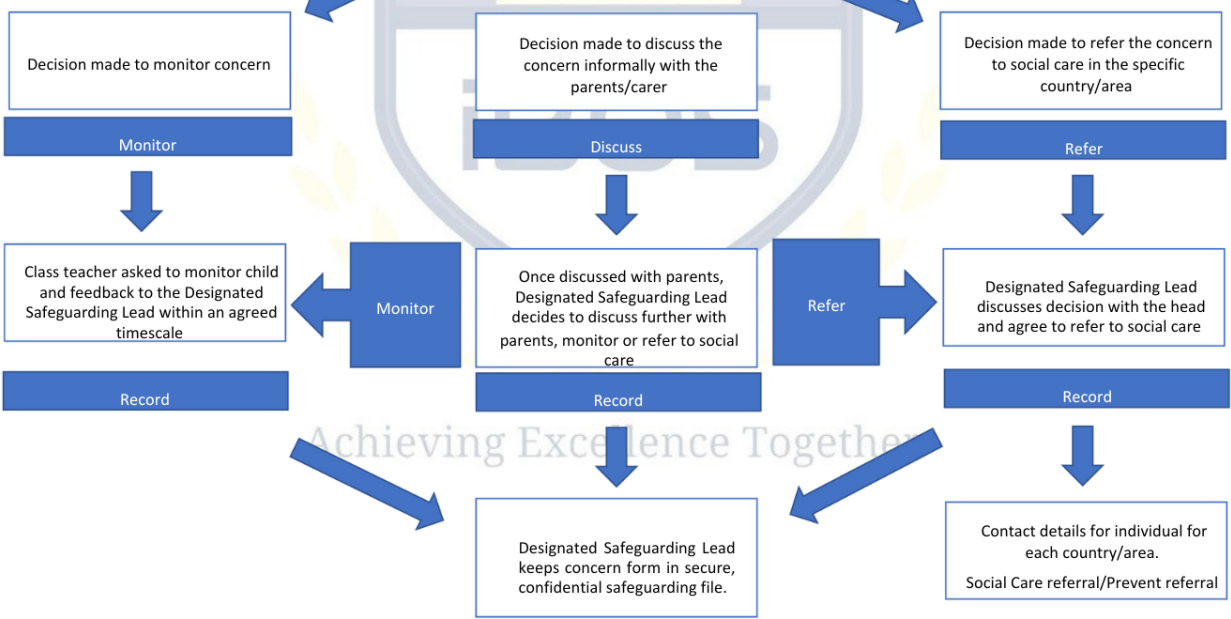 Decision made to monitor concern
Decision made to discuss the
concern informally with the
parents/carer
Decision made to refer the concern
to social care in the specific
country/area
Monitor
Discuss
Refer
Class teacher asked to monitor child
and feedback to the Designated
Safeguarding Lead within an agreed
timescale
Monitor
Once discussed with parents,
Designated Safeguarding Lead
decides to discuss further with
parents, monitor or refer to social
care
Refer
Designated Safeguarding Lead
discusses decision with the head
and agree to refer to social care
Record
Record
Record
Achieving Excellence Together
Designated Safeguarding Lead
keeps concern form in secure,
confidential safeguarding file.
Contact details for individual for
each country/area.
Social Care referral/Prevent referral